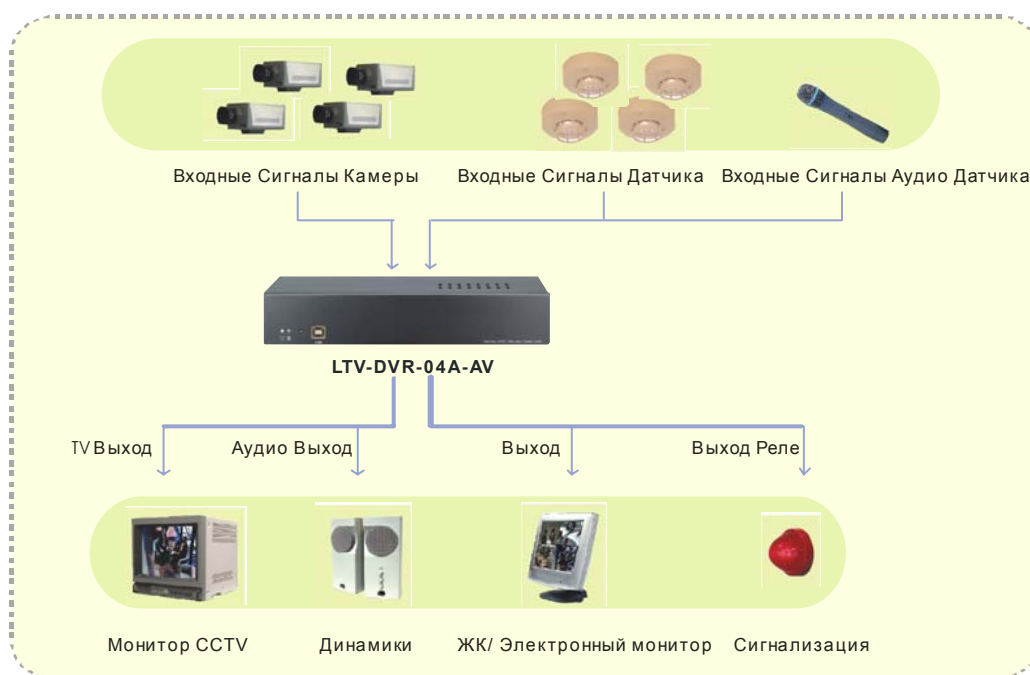 Входные Сигналы Камеры
Входные Сигналы Датчика
Входные Сигналы Аудио Датчика
LTV-DVR-04A-AV
TV Выход
Аудио Выход
Выход
Выход Реле
Монитор CCTV
Динамики
ЖК/ Электронный монитор
Сигнализация